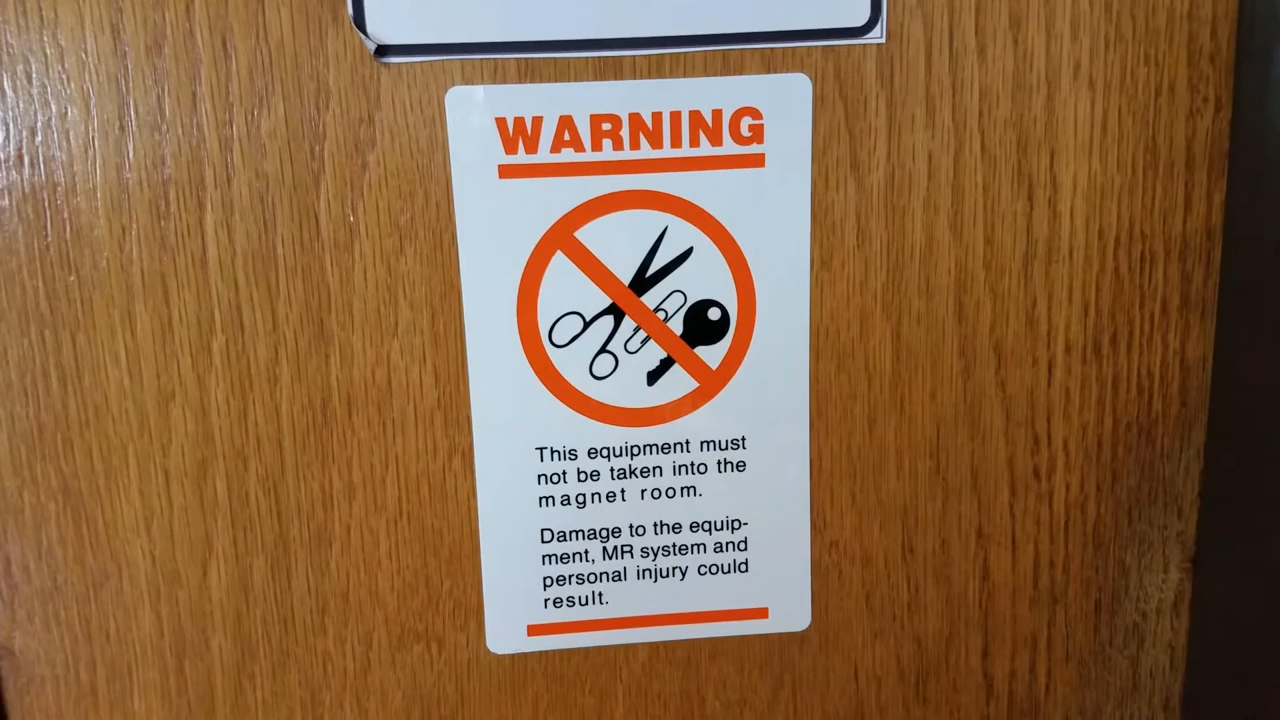 WARNING
This equipment must
not be taken into the
magnet room.
Damage to the equip-
ment, MR system and
personal injury could
result.